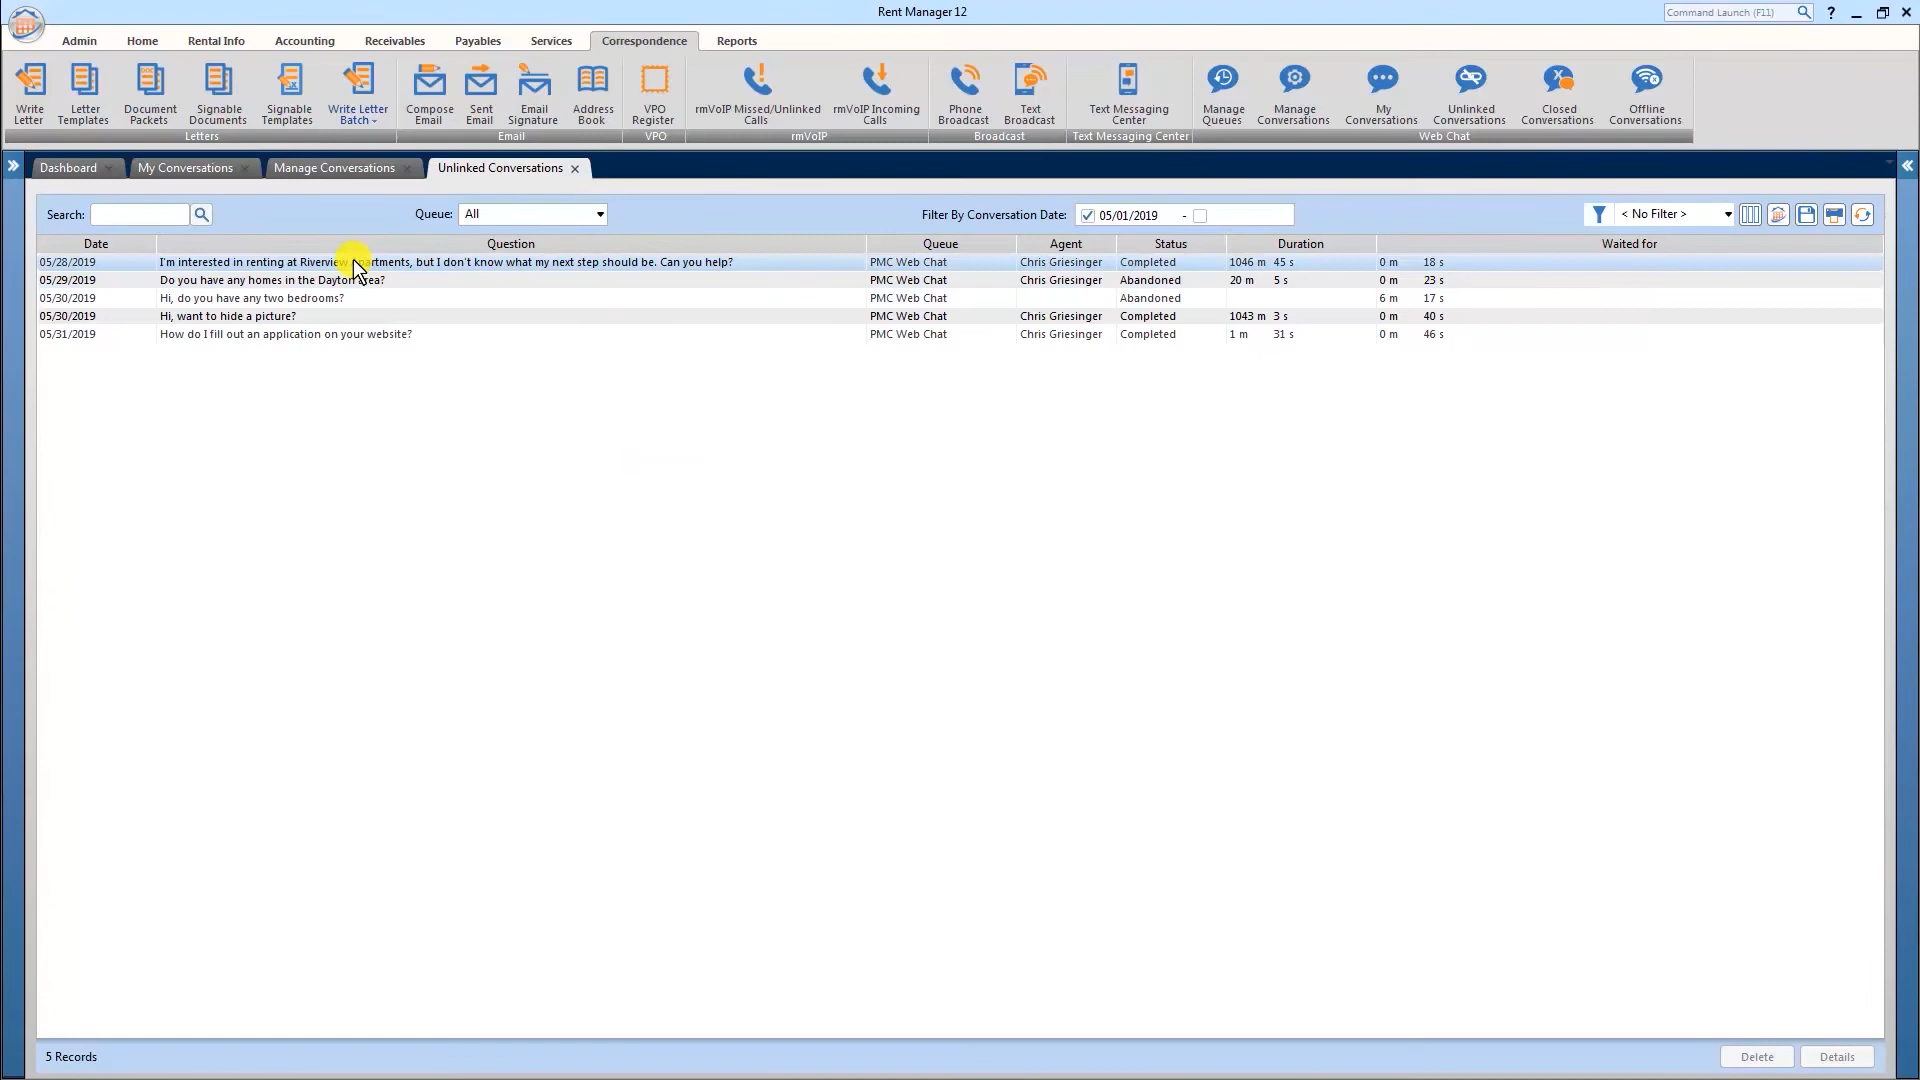 Rent Manager 12
Command Launch (F11) ?
Admin Home Rental Info Accounting Receivables Payables Services Correspondence Reports
Write Letter
Letter Templates
Document Packets
Signable Documents
Signable Templates
Write Letter Batch
Compose Email
Sent Email
Email Signature
Address Book
VPO Register
rmVoIP Missed/Unlinked Calls
rmVoIP Incoming Calls
Phone Broadcast
Text Broadcast
Text Messaging Center
Manage Queues
Manage Conversations
My Conversations
Unlinked Conversations
Closed Conversations
Offline Conversations
Letters Email VPO rmVoIP Broadcast Text Messaging Center Web Chat
Dashboard My Conversations Manage Conversations Unlinked Conversations
Search: Queue: All Filter By Conversation Date: 05/01/2019 - < No Filter >
Date Question Queue Agent Status Duration Waited for
05/28/2019 I'm interested in renting at Riverview Apartments, but I don't know what my next step should be. Can you help? PMC Web Chat Chris Griesinger Completed 1046 m 45 s 0 m 18 s
05/29/2019 Do you have any homes in the Dayton area? PMC Web Chat Chris Griesinger Abandoned 20 m 5 s 0 m 23 s
05/30/2019 Hi, do you have any two bedrooms? PMC Web Chat Abandoned 6 m 17 s
05/30/2019 Hi, want to hide a picture? PMC Web Chat Chris Griesinger Completed 1043 m 3 s 0 m 40 s
05/31/2019 How do I fill out an application on your website? PMC Web Chat Chris Griesinger Completed 1 m 31 s 0 m 46 s
5 Records Delete Details